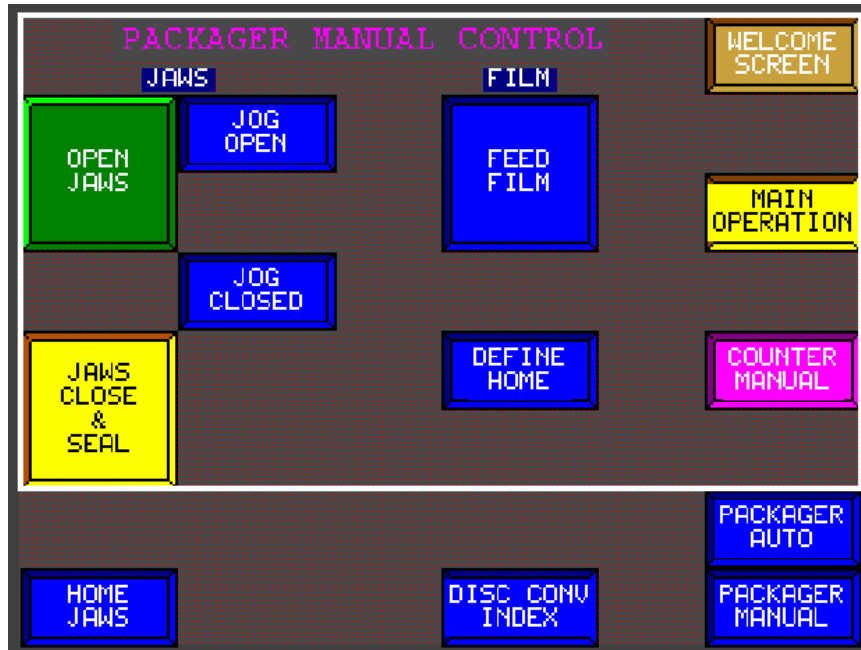 PACKAGER MANUAL CONTROL
JAWS
FILM
WELCOME
SCREEN
OPEN
JAWS
JOG
OPEN
FEED
FILM
MAIN
OPERATION
JOG
CLOSED
JAWS
CLOSE
&
SEAL
DEFINE
HOME
COUNTER
MANUAL
PACKAGER
AUTO
HOME
JAWS
DISC CONV
INDEX
PACKAGER
MANUAL